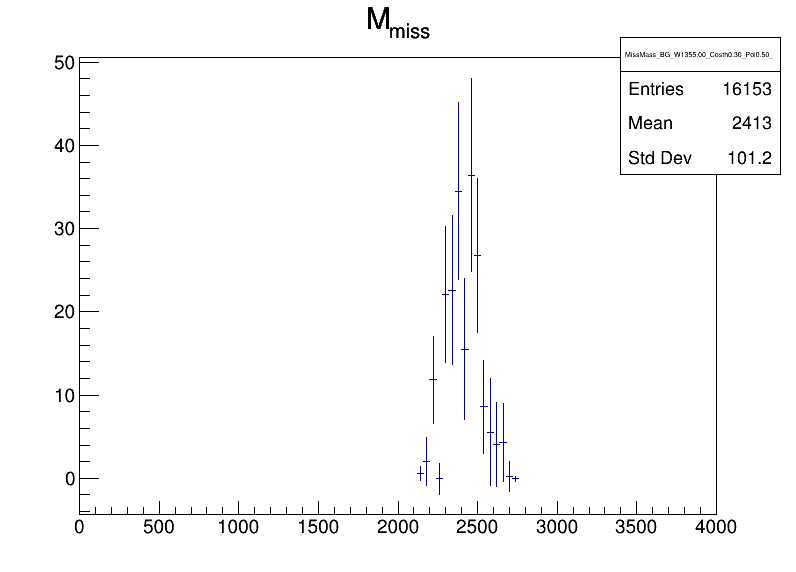 M_miss
MissMass_BG_W1355.00_Costh0.30_Pol0.50_
Entries 16153
Mean 2413
Std Dev 101.2
50
40
30
20
10
0
0 500 1000 1500 2000 2500 3000 3500 4000